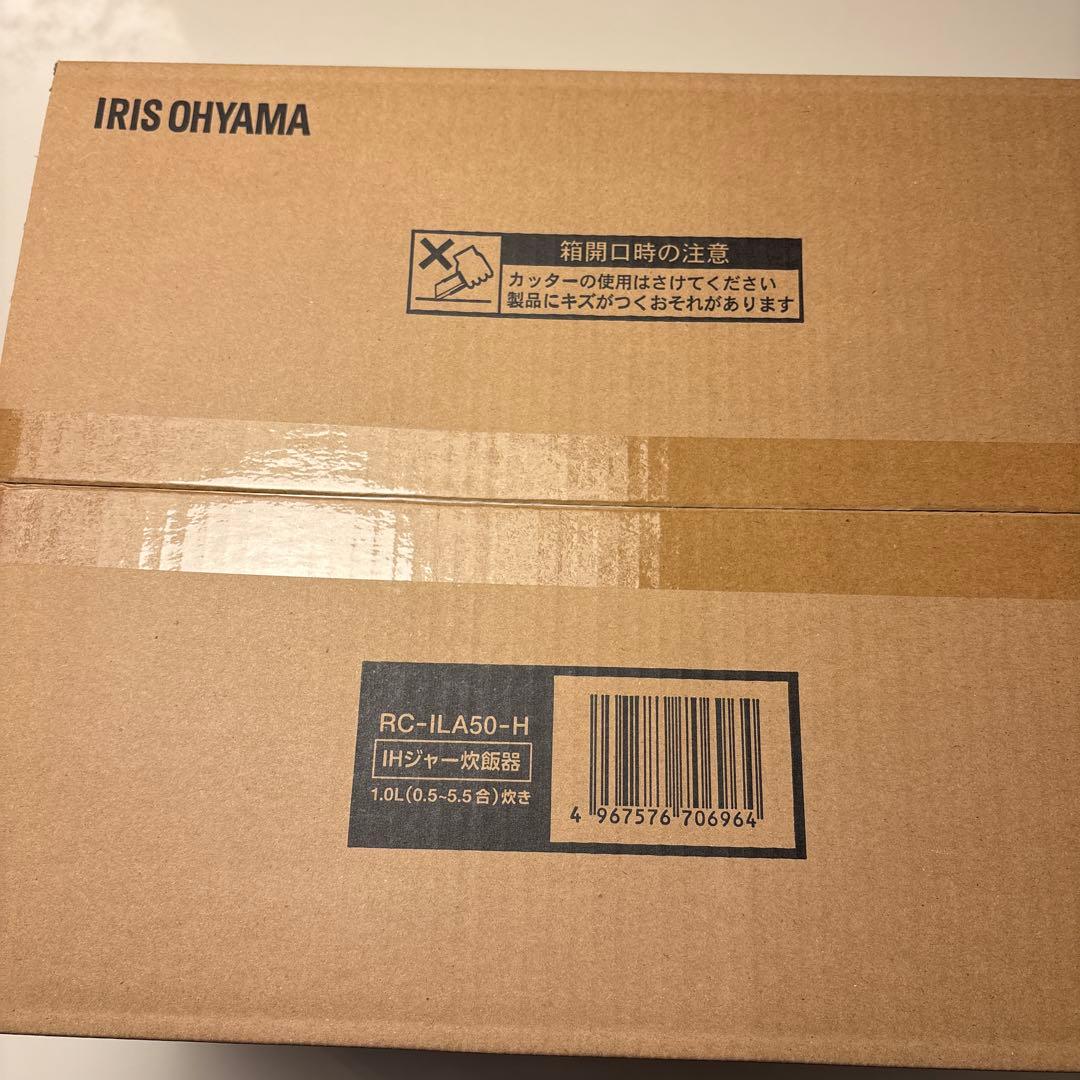 IRIS OHYAMA
箱開口時の注意
カッターの使用はさけてください
製品にキズがつくおそれがあります
RC-ILA50-H
IHジャー炊飯器
1.0L(0.5~5.5合)炊き
4 967576 706964